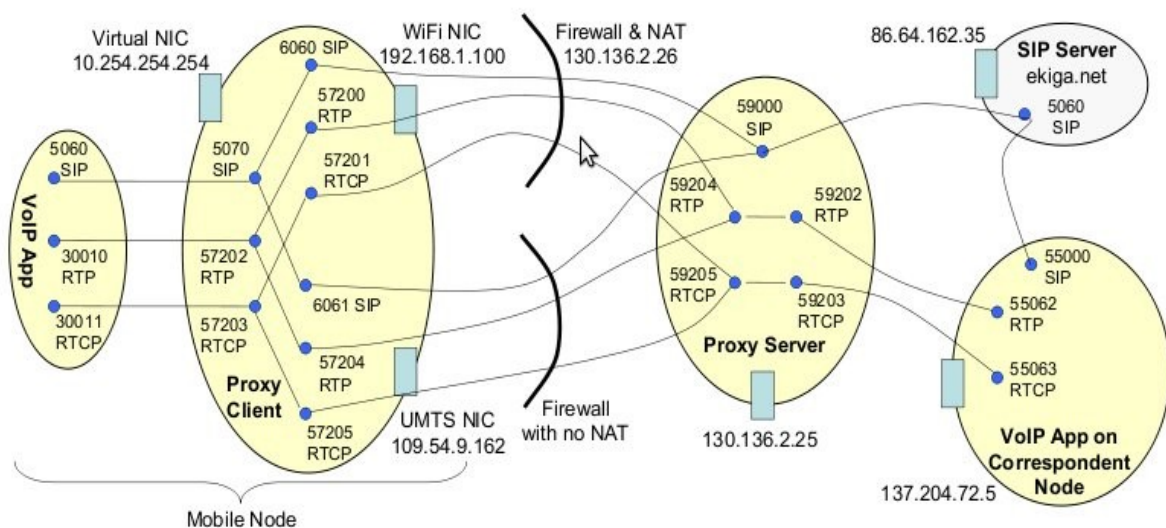 Virtual NIC
10.254.254.254
6060 SIP
WiFi NIC
192.168.1.100
Firewall & NAT
130.136.2.26
86.64.162.35
SIP Server
ekiga.net
5060
SIP
57200
RTP
59000
SIP
5060
SIP
5070
SIP
57201
RTCP
59204
RTP
59202
RTP
VoIP App
30010
RTP
57202
RTP
59205
RTCP
59203
RTCP
55000
SIP
6061 SIP
55062
RTP
30011
RTCP
57203
RTCP
57204
RTP
Proxy Server
55063
RTCP
Proxy
Client
57205
RTCP
UMTS NIC
109.54.9.162
Firewall
with no NAT
130.136.2.25
VoIP App on
Correspondent
Node
137.204.72.5
Mobile Node